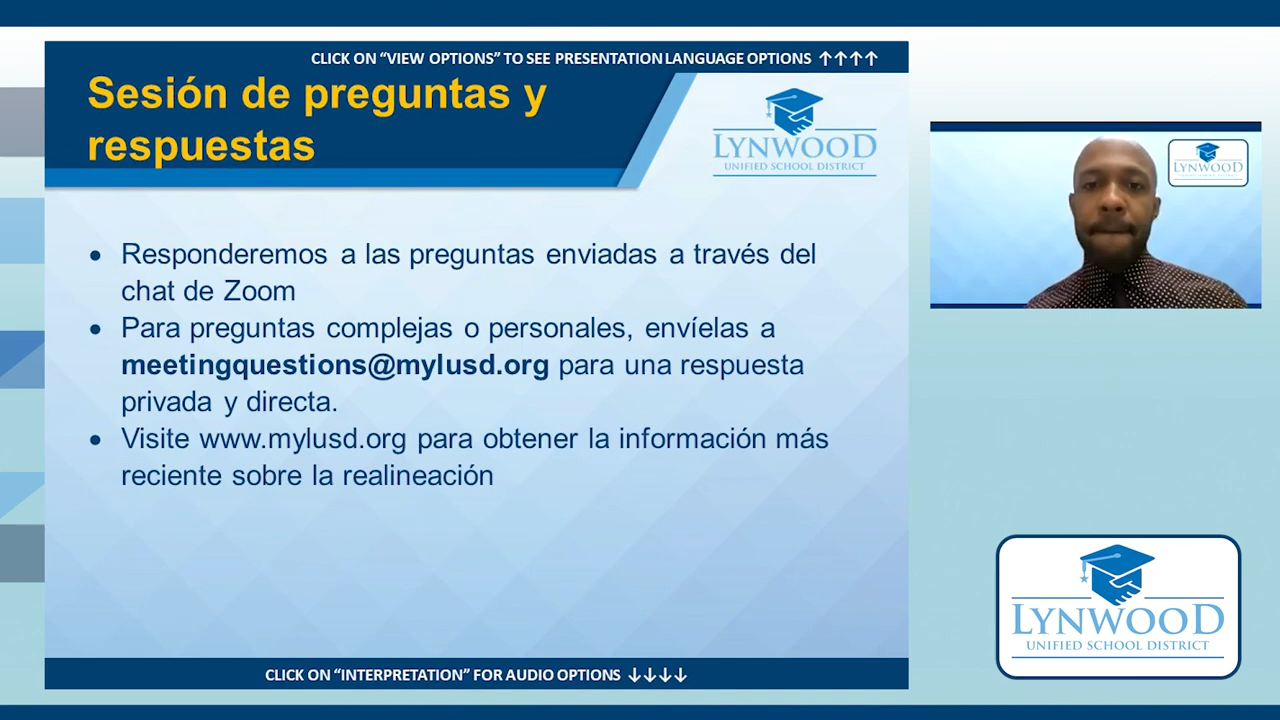 CLICK ON “VIEW OPTIONS” TO SEE PRESENTATION LANGUAGE OPTIONS ↑↑↑↑
Sesión de preguntas y
respuestas
LYNWOOD
UNIFIED SCHOOL DISTRICT
LYNWOOD
• Responderemos a las preguntas enviadas a través del
chat de Zoom
• Para preguntas complejas o personales, envíelas a
meetingquestions@mylusd.org para una respuesta
privada y directa.
• Visite www.mylusd.org para obtener la información más
reciente sobre la realineación
LYNWOOD
UNIFIED SCHOOL DISTRICT
CLICK ON “INTERPRETATION” FOR AUDIO OPTIONS ↓↓↓↓